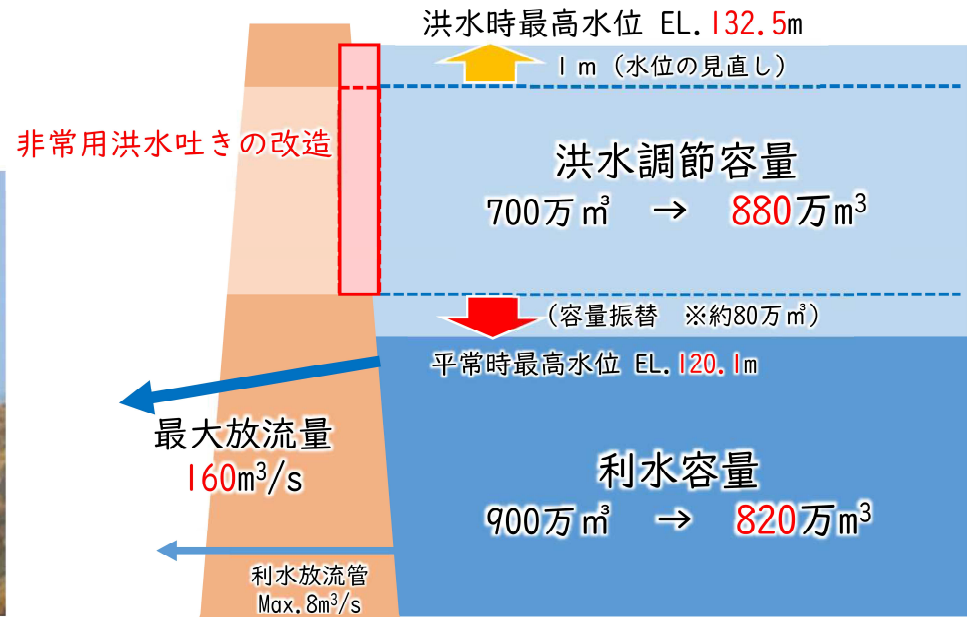 洪水時最高水位 EL.132.5m
1m（水位の見直し）
非常用洪水吐きの改造
洪水調節容量
700万㎥ → 880万m³
（容量振替 ※約80万㎥）
平常時最高水位 EL.120.1m
最大放流量
160m³/s
利水容量
900万㎥ → 820万m³
利水放流管
Max.8m³/s